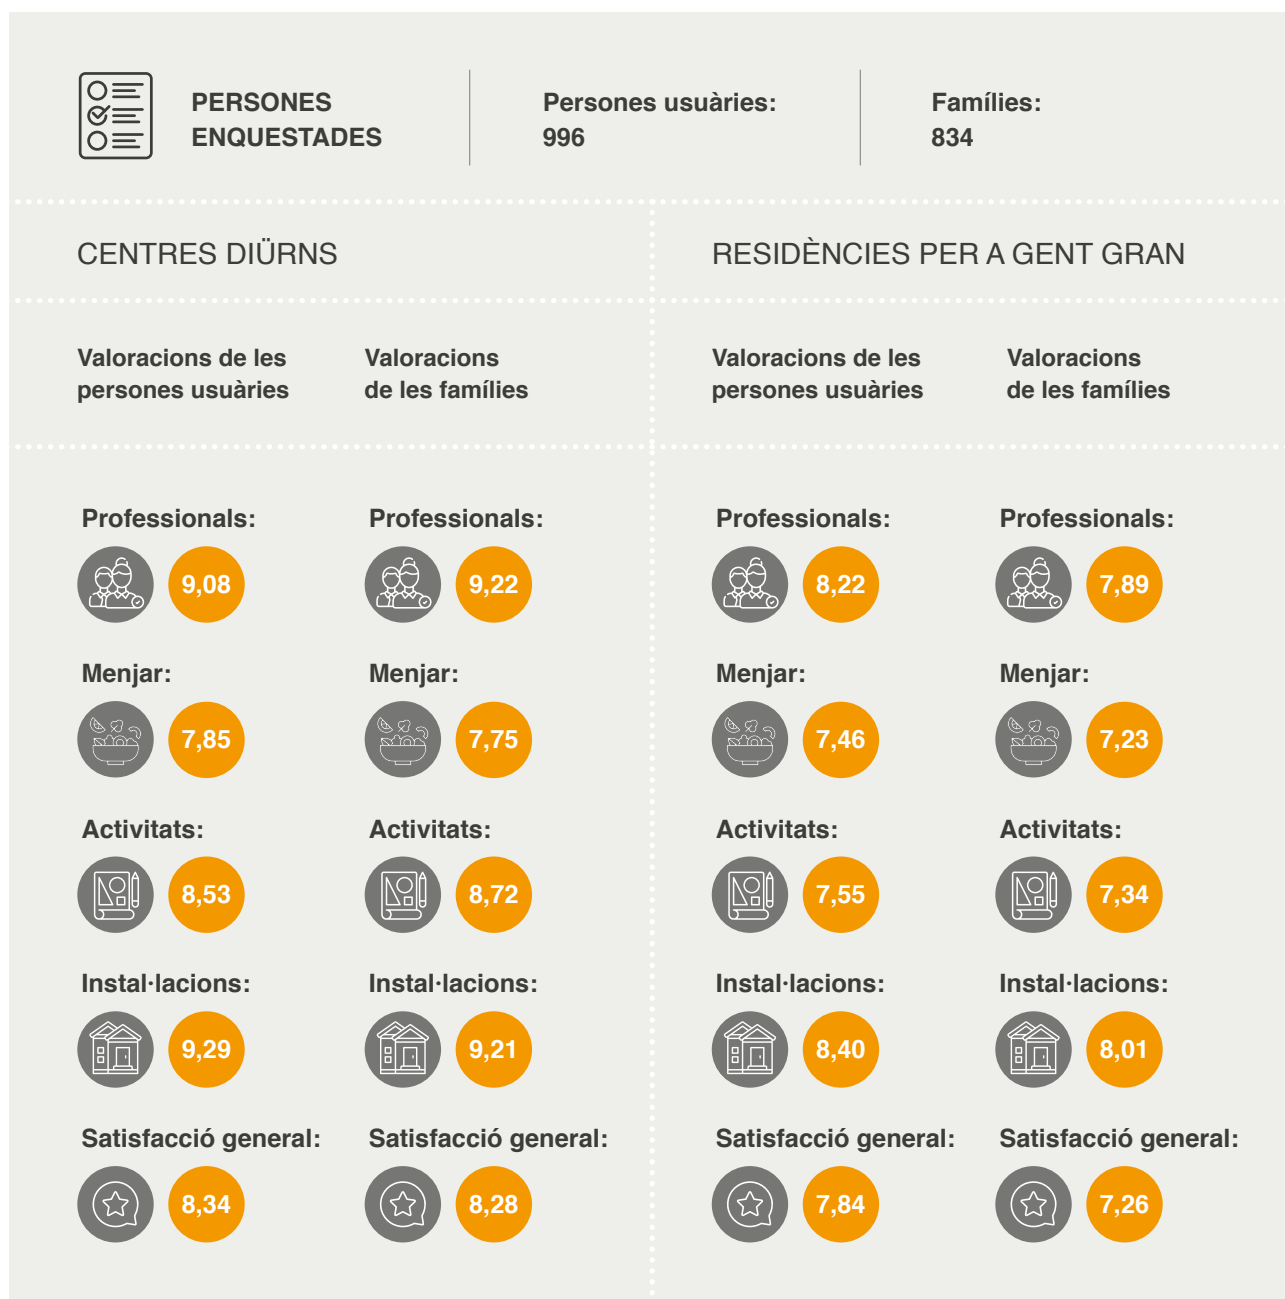 PERSONES
ENQUESTADES
Persones usuàries:
996
Famílies:
834
CENTRES DIÜRNS
RESIDÈNCIES PER A GENT GRAN
Valoracions de les
persones usuàries
Valoracions
de les famílies
Valoracions de les
persones usuàries
Valoracions
de les famílies
Professionals:
9,08
Professionals:
9,22
Professionals:
8,22
Professionals:
7,89
Menjar:
7,85
Menjar:
7,75
Menjar:
7,46
Menjar:
7,23
Activitats:
8,53
Activitats:
8,72
Activitats:
7,55
Activitats:
7,34
Instal·lacions:
9,29
Instal·lacions:
9,21
Instal·lacions:
8,40
Instal·lacions:
8,01
Satisfacció general:
8,34
Satisfacció general:
8,28
Satisfacció general:
7,84
Satisfacció general:
7,26